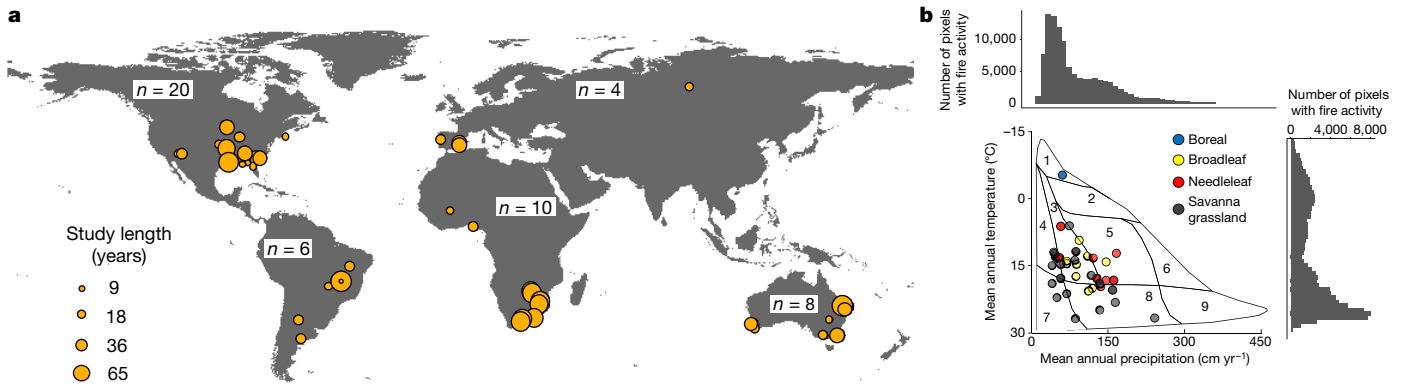 a
n = 20
n = 4
n = 10
n = 6
n = 8
Study length
(years)
9
18
36
65
b
Number of pixels
with fire activity
10,000
5,000
0
Number of pixels
with fire activity
0 4,000 8,000
Mean annual temperature (°C)
−15
0
15
30
1
2
3
4
5
6
7
8
9
Boreal
Broadleaf
Needleleaf
Savanna
grassland
0 150 300 450
Mean annual precipitation (cm yr⁻¹)